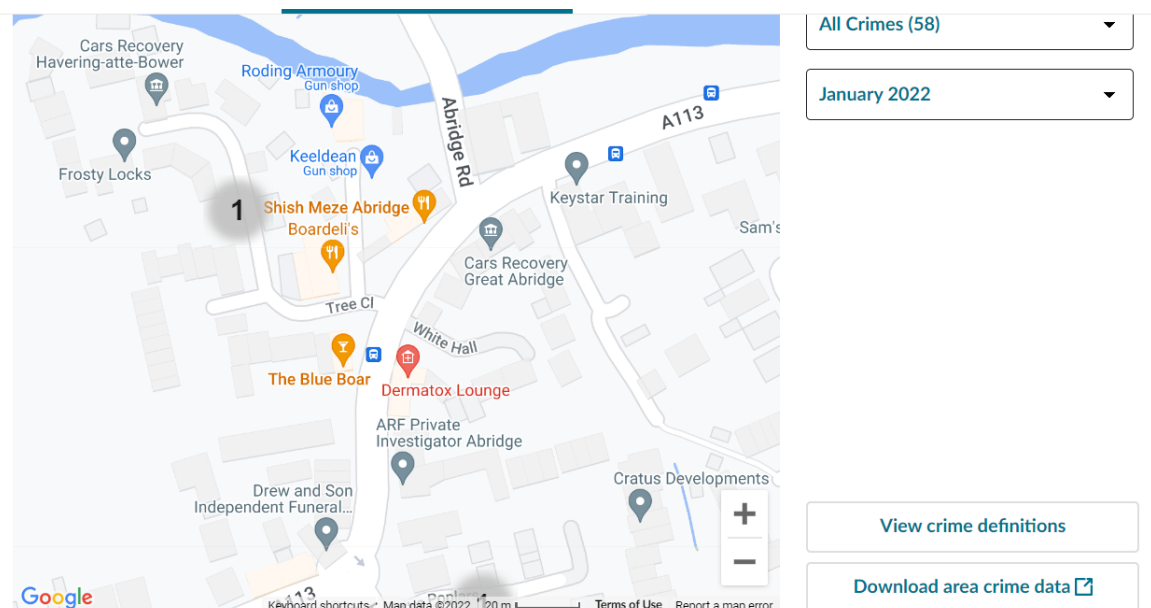 All Crimes (58)
January 2022
Cars Recovery
Havering-atte-Bower
Roding Armoury
Gun shop
Abridge Rd
A113
Frosty Locks
Keeldean
Gun shop
Keystar Training
1
Shish Meze Abridge
Boardeli's
Sam's
Cars Recovery
Great Abridge
Tree Cl
White Hall
The Blue Boar
Dermatox Lounge
ARF Private
Investigator Abridge
Cratus Developments
Drew and Son
Independent Funeral...
+
−
View crime definitions
Download area crime data
Google
A113
Keyboard shortcuts
Map data ©2022
20 m
Terms of Use
Report a map error